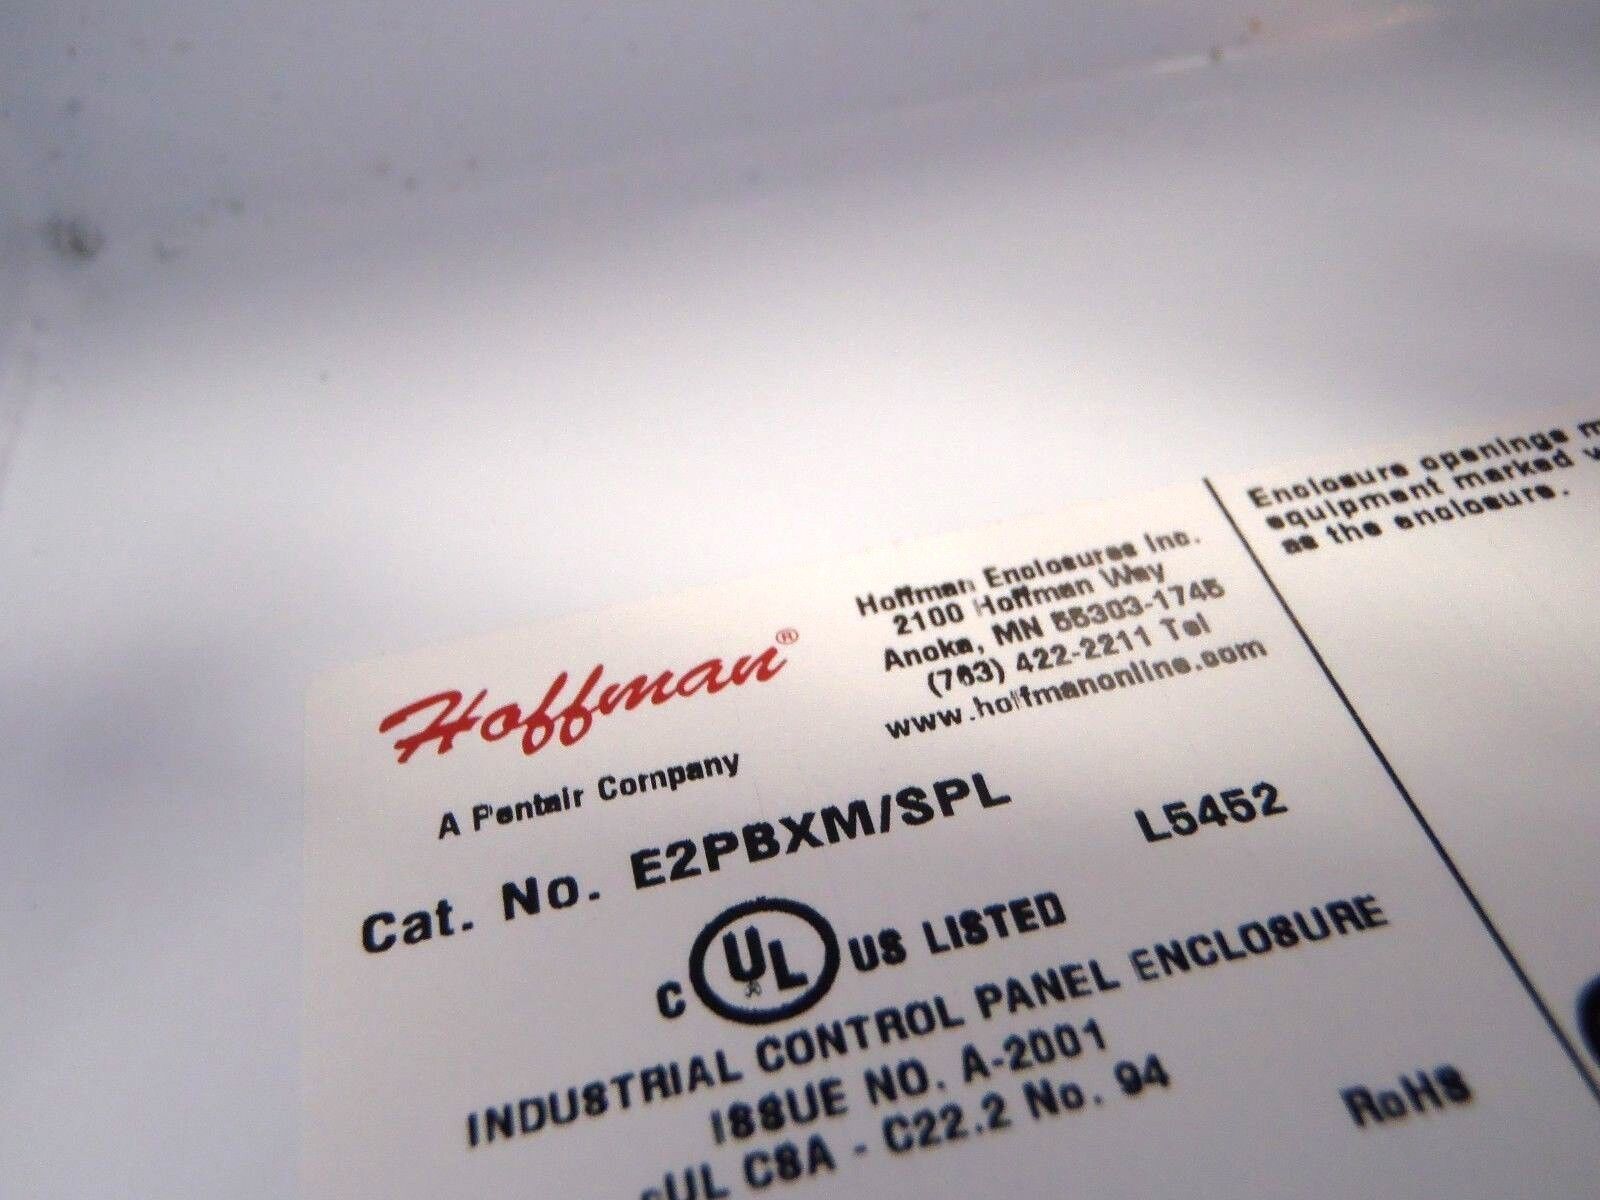 Hoffman®
A Pentair Company
Hoffman Enclosures Inc.
2100 Hoffman Way
Anoka, MN 55303-1745
(763) 422-2211 Tel
www.hoffmanonline.com
Cat. No. E2PBXM/SPL
L5452
C UL US LISTED
INDUSTRIAL CONTROL PANEL ENCLOSURE
ISSUE NO. A-2001
cUL CSA - C22.2 No. 94
RoHS
Enclosure openings
equipment marked
as the enclosure.